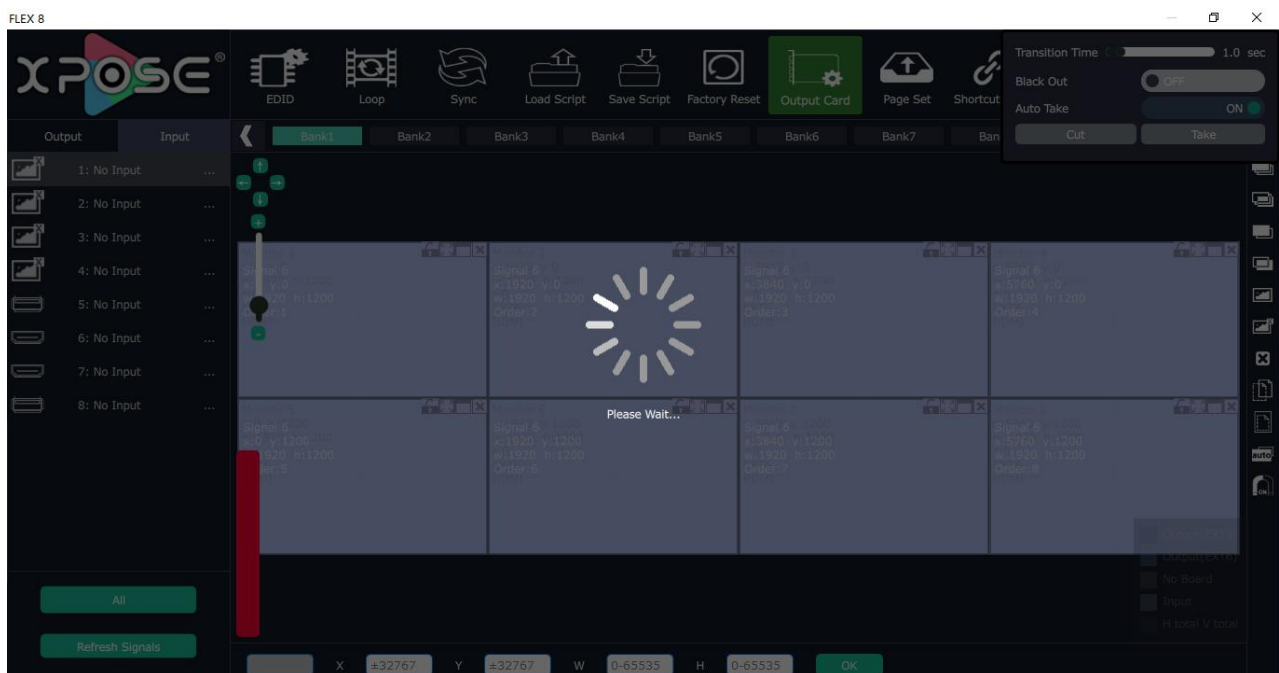 FLEX 8
XPOSE®
EDID
Loop
Sync
Load Script
Save Script
Factory Reset
Output Card
Page Set
Shortcut
Transition Time 1.0 sec
Black Out OFF
Auto Take ON
Cut Take
Output Input
Bank1 Bank2 Bank3 Bank4 Bank5 Bank6 Bank7 Ban
1: No Input ...
2: No Input ...
3: No Input ...
4: No Input ...
5: No Input ...
6: No Input ...
7: No Input ...
8: No Input ...
Signal 6
x:0 y:0
w:1920 h:1200
Order:1
Signal 6
x:1920 y:0
w:1920 h:1200
Order:2
Signal 6
x:3840 y:0
w:1920 h:1200
Order:3
Signal 6
x:5760 y:0
w:1920 h:1200
Order:4
Please Wait...
Signal 6
x:0 y:1200
w:1920 h:1200
Order:5
Signal 6
x:1920 y:1200
w:1920 h:1200
Order:6
Signal 6
x:3840 y:1200
w:1920 h:1200
Order:7
Signal 6
x:5760 y:1200
w:1920 h:1200
Order:8
auto
ON
No Board
Input
H total V total
All
Refresh Signals
X ±32767 Y ±32767 W 0-65535 H 0-65535 OK